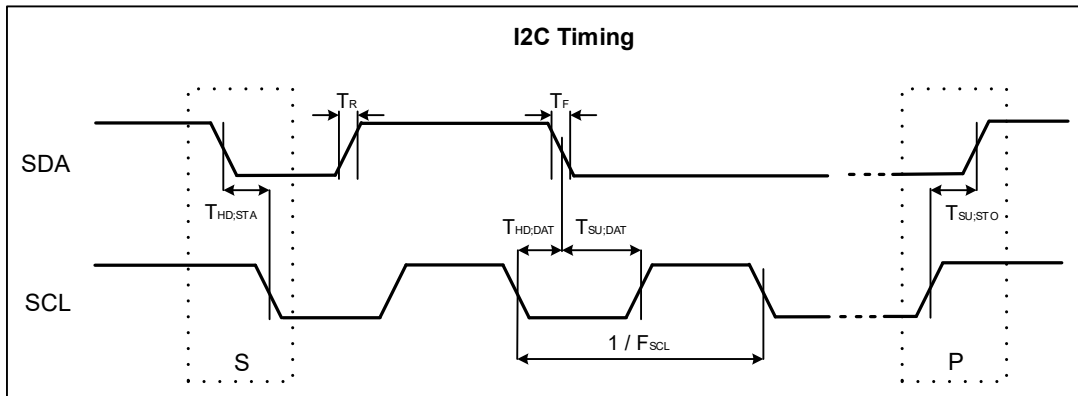 I2C Timing
TR
TF
SDA
THD;STA
THD;DAT
TSU;DAT
TSU;STO
SCL
1 / FSCL
S
P